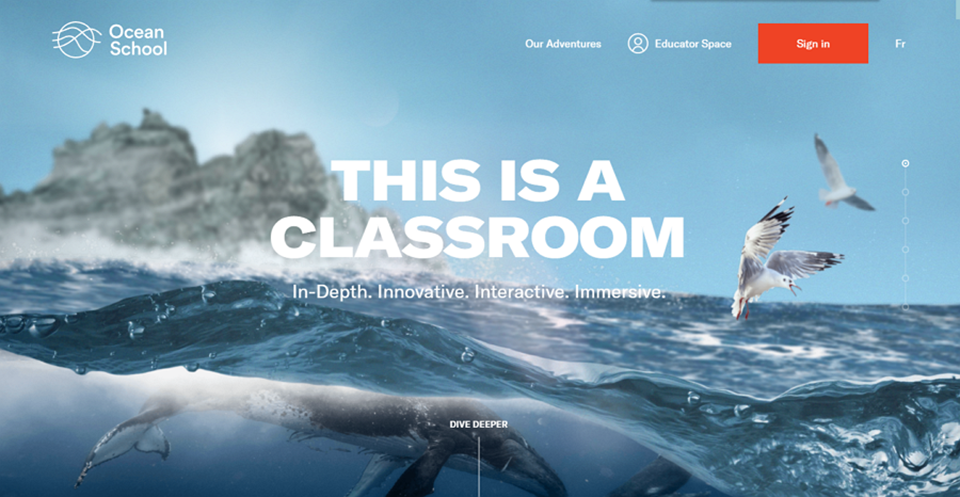 Ocean
School
Our Adventures
Educator Space
Sign in
Fr
THIS IS A
CLASSROOM
In-Depth. Innovative. Interactive. Immersive.
DIVE DEEPER